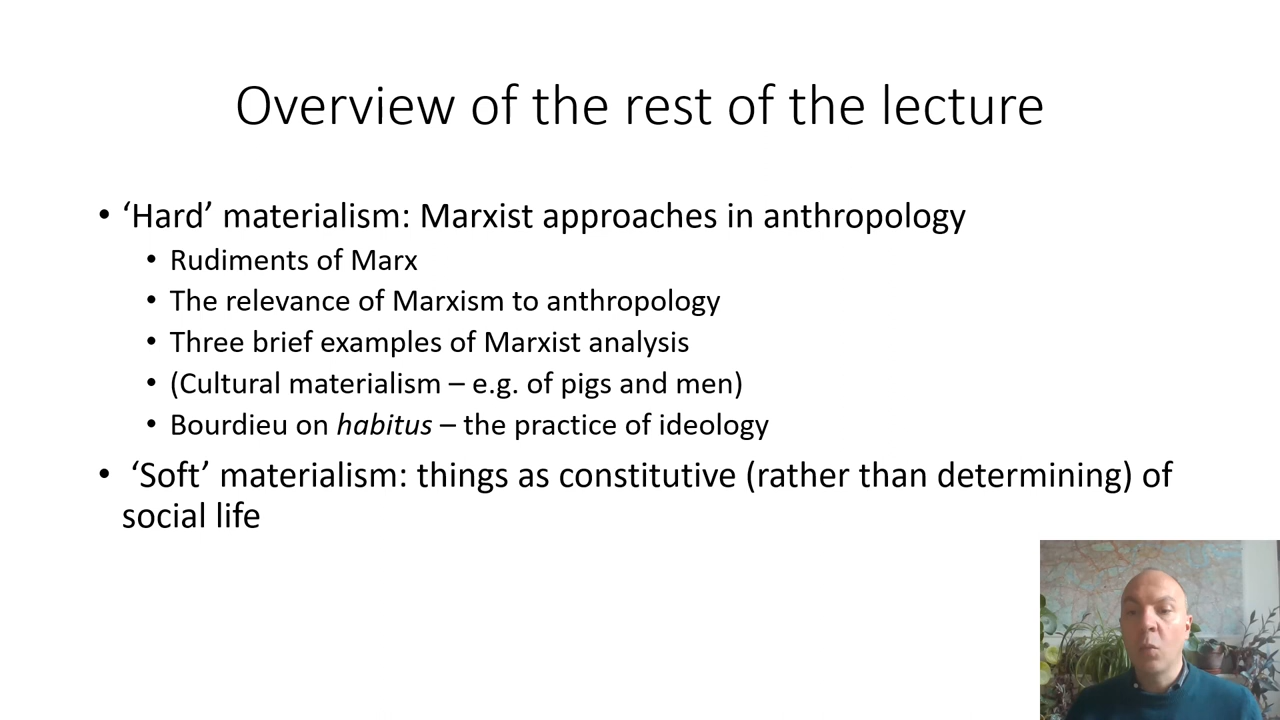 Overview of the rest of the lecture
• ‘Hard’ materialism: Marxist approaches in anthropology
• Rudiments of Marx
• The relevance of Marxism to anthropology
• Three brief examples of Marxist analysis
• (Cultural materialism – e.g. of pigs and men)
• Bourdieu on habitus – the practice of ideology
• ‘Soft’ materialism: things as constitutive (rather than determining) of
social life